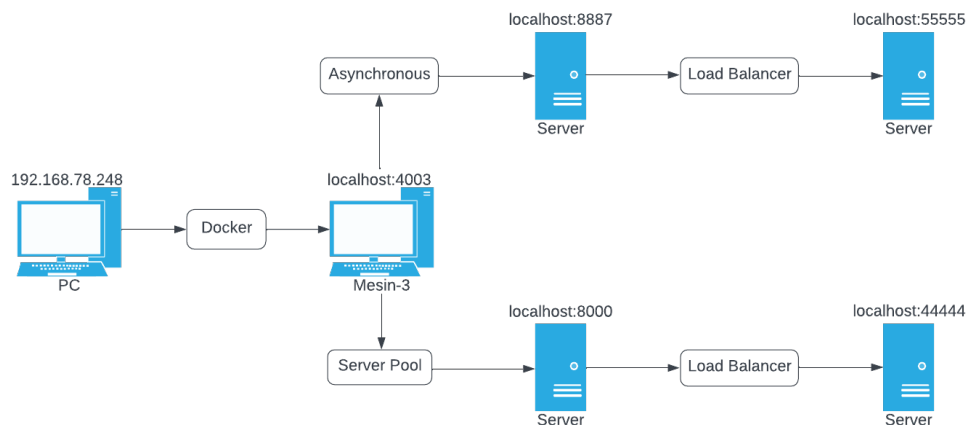 localhost:8887
localhost:55555
Asynchronous
Load Balancer
Server
Server
192.168.78.248
localhost:4003
Docker
PC
Mesin-3
localhost:8000
localhost:44444
Server Pool
Load Balancer
Server
Server